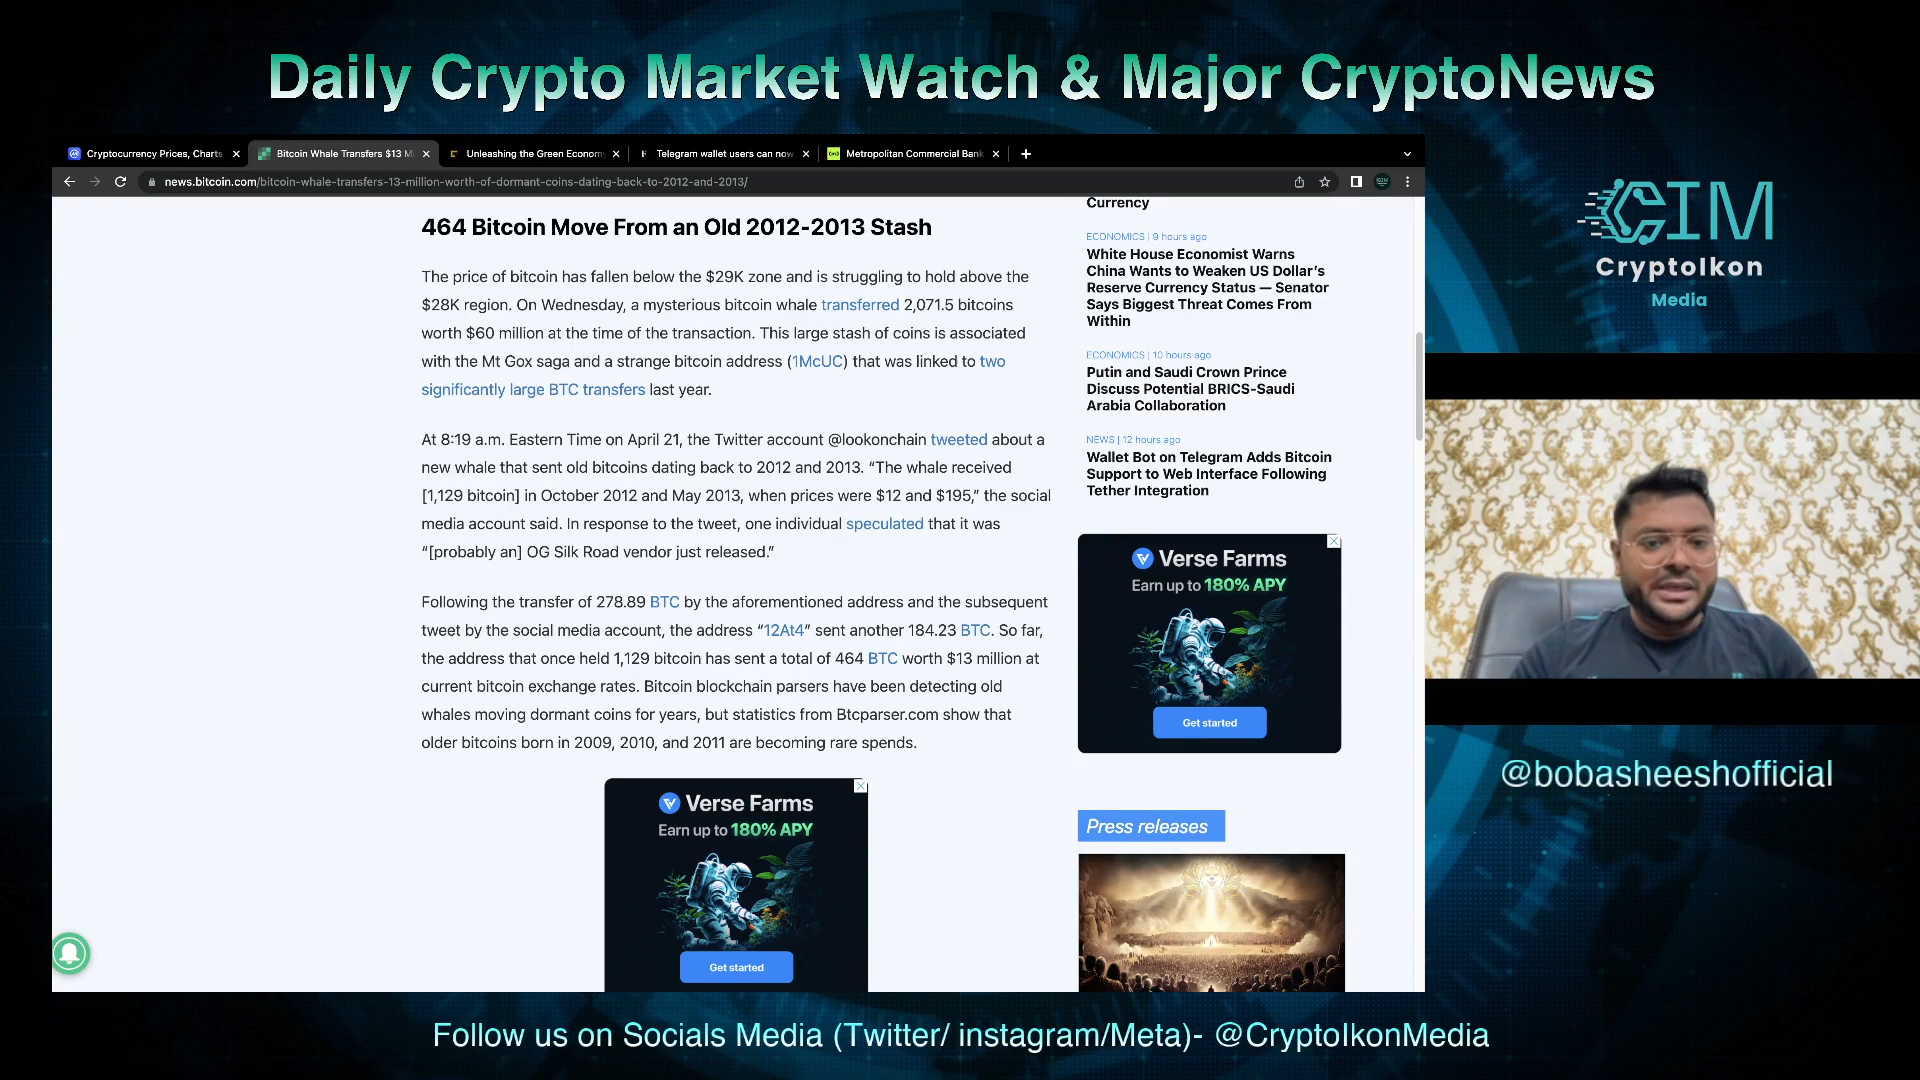 Daily Crypto Market Watch & Major CryptoNews
Cryptocurrency Prices, Charts
Bitcoin Whale Transfers $13 M
Unleashing the Green Economy
Telegram wallet users can now
Metropolitan Commercial Bank
news.bitcoin.com/bitcoin-whale-transfers-13-million-worth-of-dormant-coins-dating-back-to-2012-and-2013/
464 Bitcoin Move From an Old 2012-2013 Stash
The price of bitcoin has fallen below the $29K zone and is struggling to hold above the
$28K region. On Wednesday, a mysterious bitcoin whale transferred 2,071.5 bitcoins
worth $60 million at the time of the transaction. This large stash of coins is associated
with the Mt Gox saga and a strange bitcoin address (1McUC) that was linked to two
significantly large BTC transfers last year.
At 8:19 a.m. Eastern Time on April 21, the Twitter account @lookonchain tweeted about a
new whale that sent old bitcoins dating back to 2012 and 2013. “The whale received
[1,129 bitcoin] in October 2012 and May 2013, when prices were $12 and $195,” the social
media account said. In response to the tweet, one individual speculated that it was
“[probably an] OG Silk Road vendor just released.”
Following the transfer of 278.89 BTC by the aforementioned address and the subsequent
tweet by the social media account, the address “12At4” sent another 184.23 BTC. So far,
the address that once held 1,129 bitcoin has sent a total of 464 BTC worth $13 million at
current bitcoin exchange rates. Bitcoin blockchain parsers have been detecting old
whales moving dormant coins for years, but statistics from Btcparser.com show that
older bitcoins born in 2009, 2010, and 2011 are becoming rare spends.
Verse Farms
Earn up to 180% APY
Get started
Currency
ECONOMICS | 9 hours ago
White House Economist Warns
China Wants to Weaken US Dollar’s
Reserve Currency Status — Senator
Says Biggest Threat Comes From
Within
ECONOMICS | 10 hours ago
Putin and Saudi Crown Prince
Discuss Potential BRICS-Saudi
Arabia Collaboration
NEWS | 12 hours ago
Wallet Bot on Telegram Adds Bitcoin
Support to Web Interface Following
Tether Integration
Verse Farms
Earn up to 180% APY
Get started
Press releases
CIM
CryptoIkon
Media
@bobasheeshofficial
Follow us on Socials Media (Twitter/ instagram/Meta)- @CryptoIkonMedia